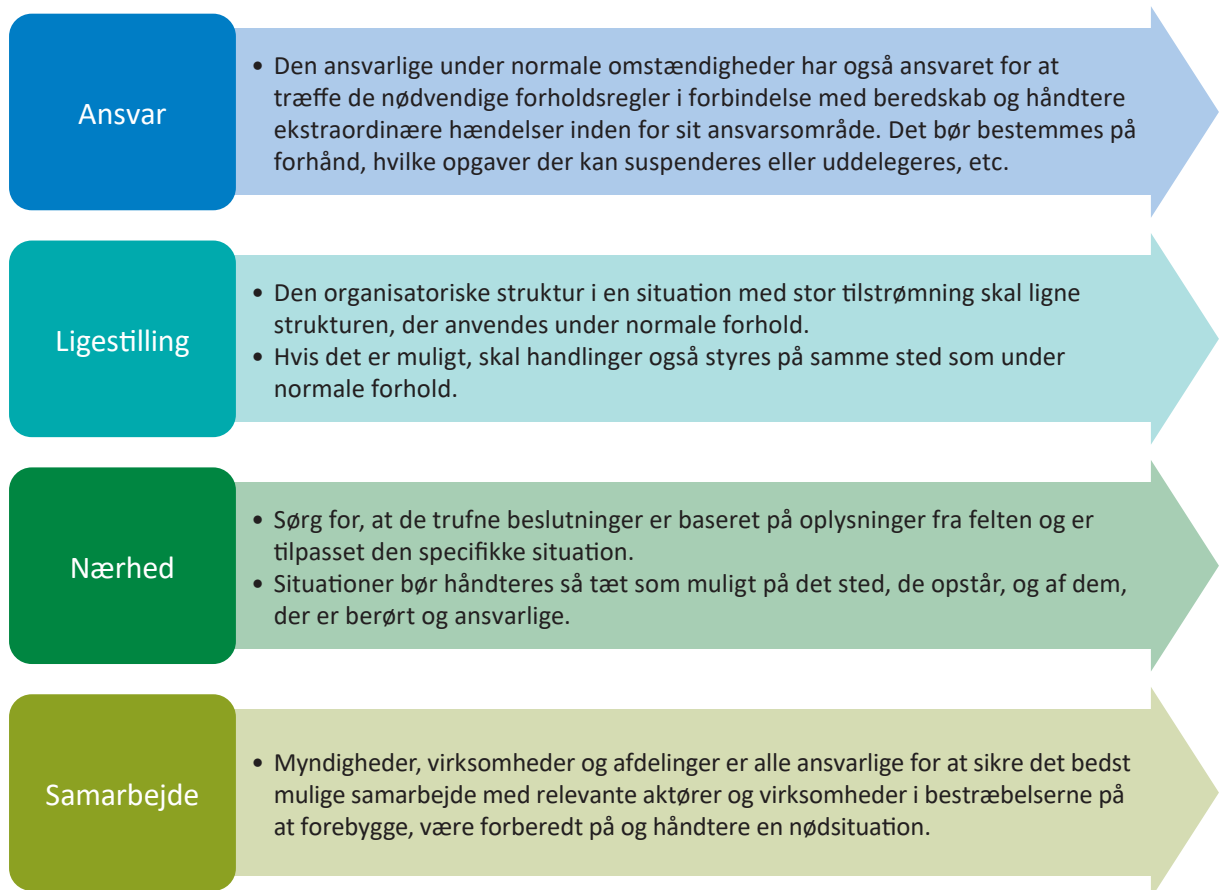 Ansvar
• Den ansvarlige under normale omstændigheder har også ansvaret for at
træffe de nødvendige forholdsregler i forbindelse med beredskab og håndtere
ekstraordinære hændelser inden for sit ansvarsområde. Det bør bestemmes på
forhånd, hvilke opgaver der kan suspenderes eller uddelegeres, etc.
Ligestilling
• Den organisatoriske struktur i en situation med stor tilstrømning skal ligne
strukturen, der anvendes under normale forhold.
• Hvis det er muligt, skal handlinger også styres på samme sted som under
normale forhold.
Nærhed
• Sørg for, at de trufne beslutninger er baseret på oplysninger fra felten og er
tilpasset den specifikke situation.
• Situationer bør håndteres så tæt som muligt på det sted, de opstår, og af dem,
der er berørt og ansvarlige.
Samarbejde
• Myndigheder, virksomheder og afdelinger er alle ansvarlige for at sikre det bedst
mulige samarbejde med relevante aktører og virksomheder i bestræbelserne på
at forebygge, være forberedt på og håndtere en nødsituation.